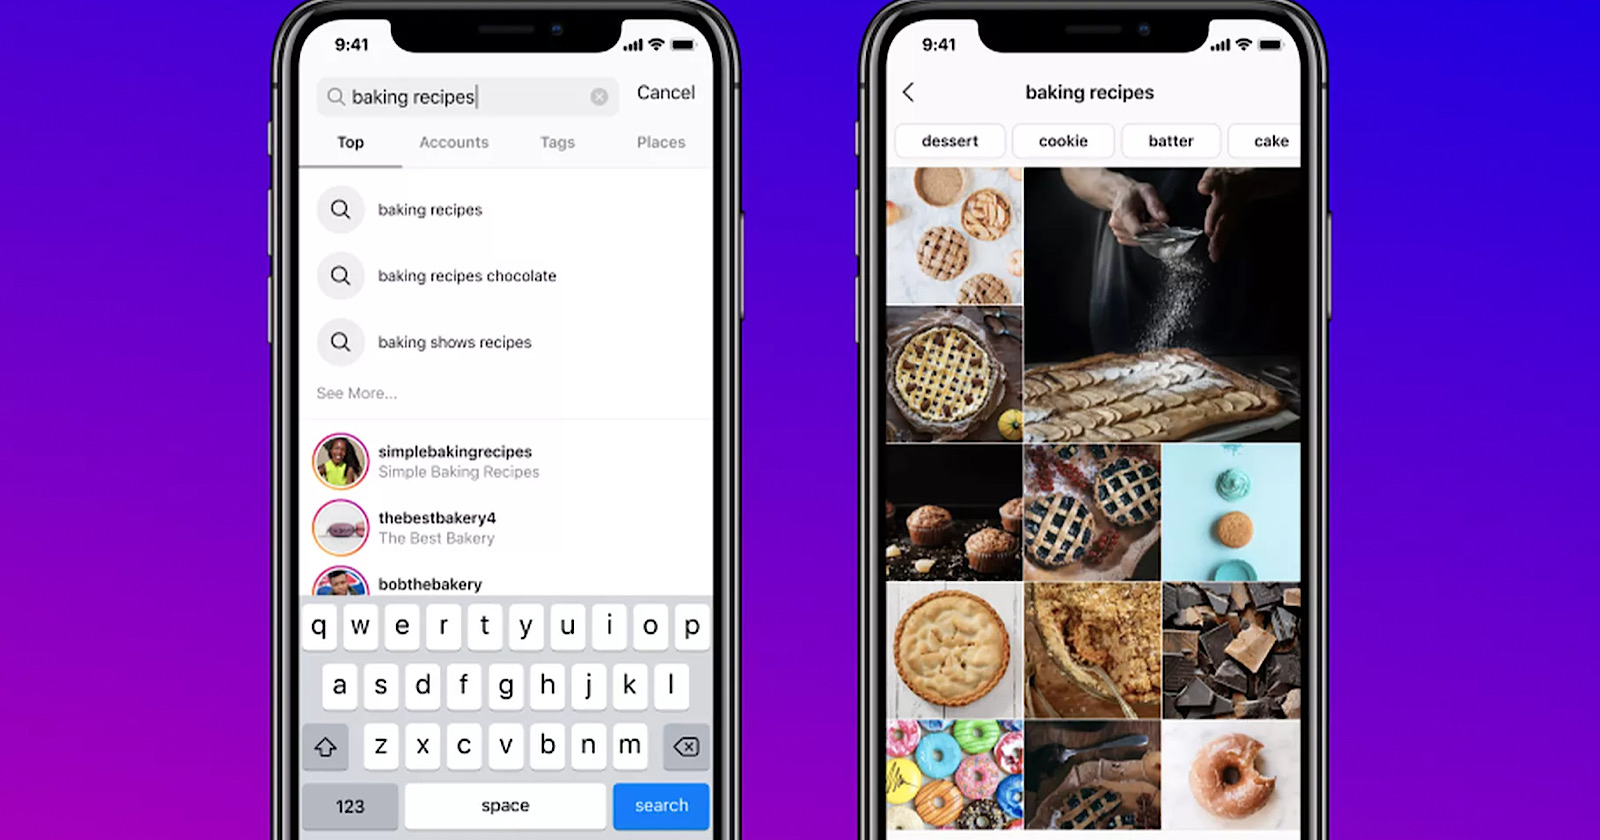 9:41
baking recipes
Cancel
Top Accounts Tags Places
baking recipes
baking recipes chocolate
baking shows recipes
See More...
simplebakingrecipes
Simple Baking Recipes
thebestbakery4
The Best Bakery
bobthebakery
q w e r t y u i o p
a s d f g h j k l
z x c v b n m
123 space search
9:41
baking recipes
dessert cookie batter cake